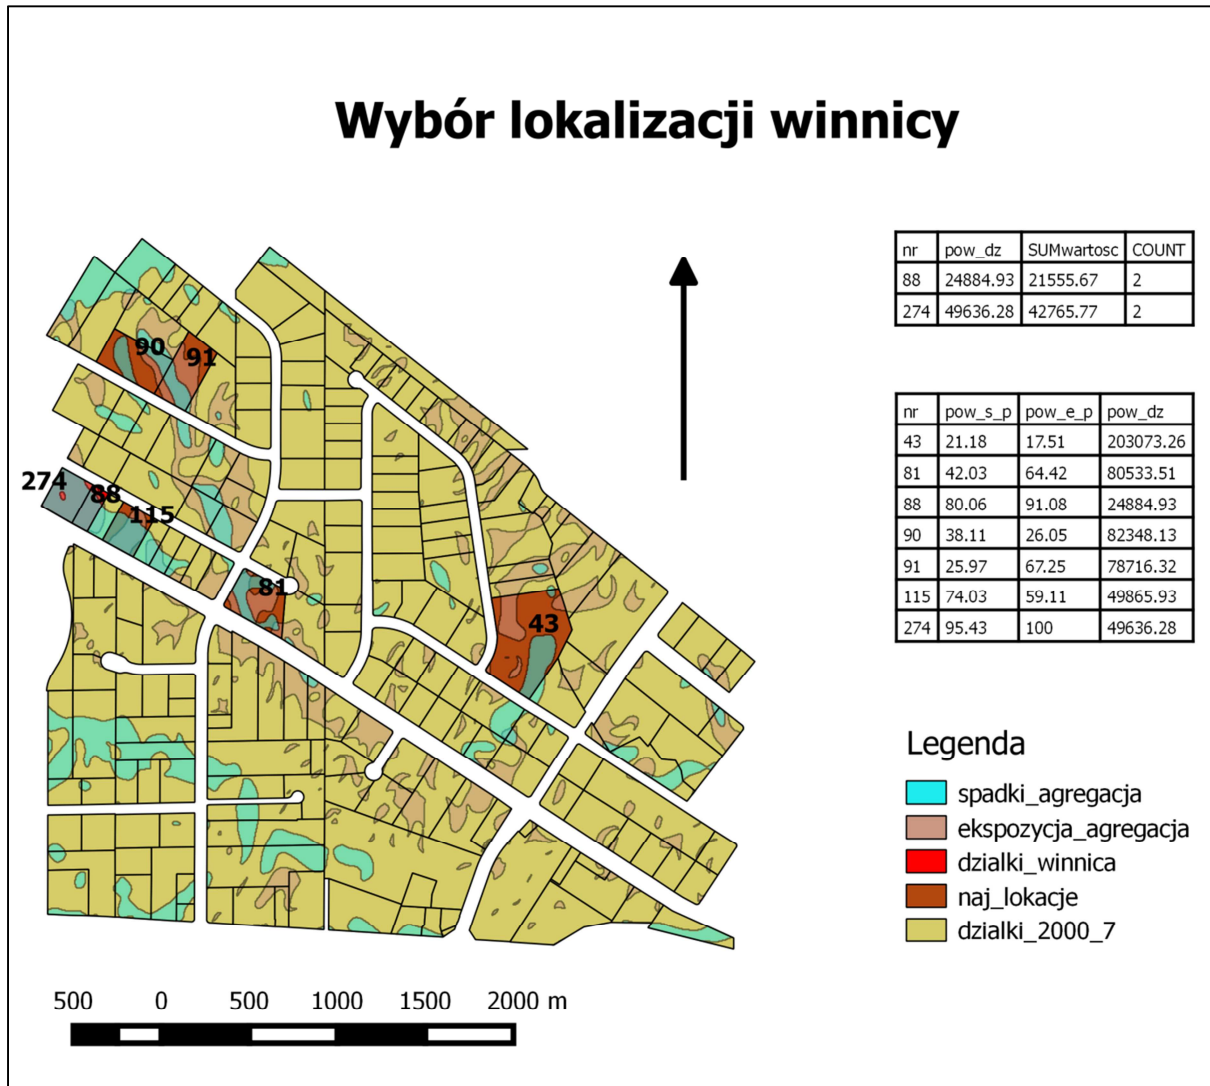 Wybór lokalizacji winnicy
nr pow_dz SUMwartosc COUNT
88 24884.93 21555.67 2
274 49636.28 42765.77 2
nr pow_s_p pow_e_p pow_dz
43 21.18 17.51 203073.26
81 42.03 64.42 80533.51
88 80.06 91.08 24884.93
90 38.11 26.05 82348.13
91 25.97 67.25 78716.32
115 74.03 59.11 49865.93
274 95.43 100 49636.28
90
91
274
88
115
81
43
Legenda
spadki_agregacja
ekspozycja_agregacja
dzialki_winnica
naj_lokacje
dzialki_2000_7
500 0 500 1000 1500 2000 m